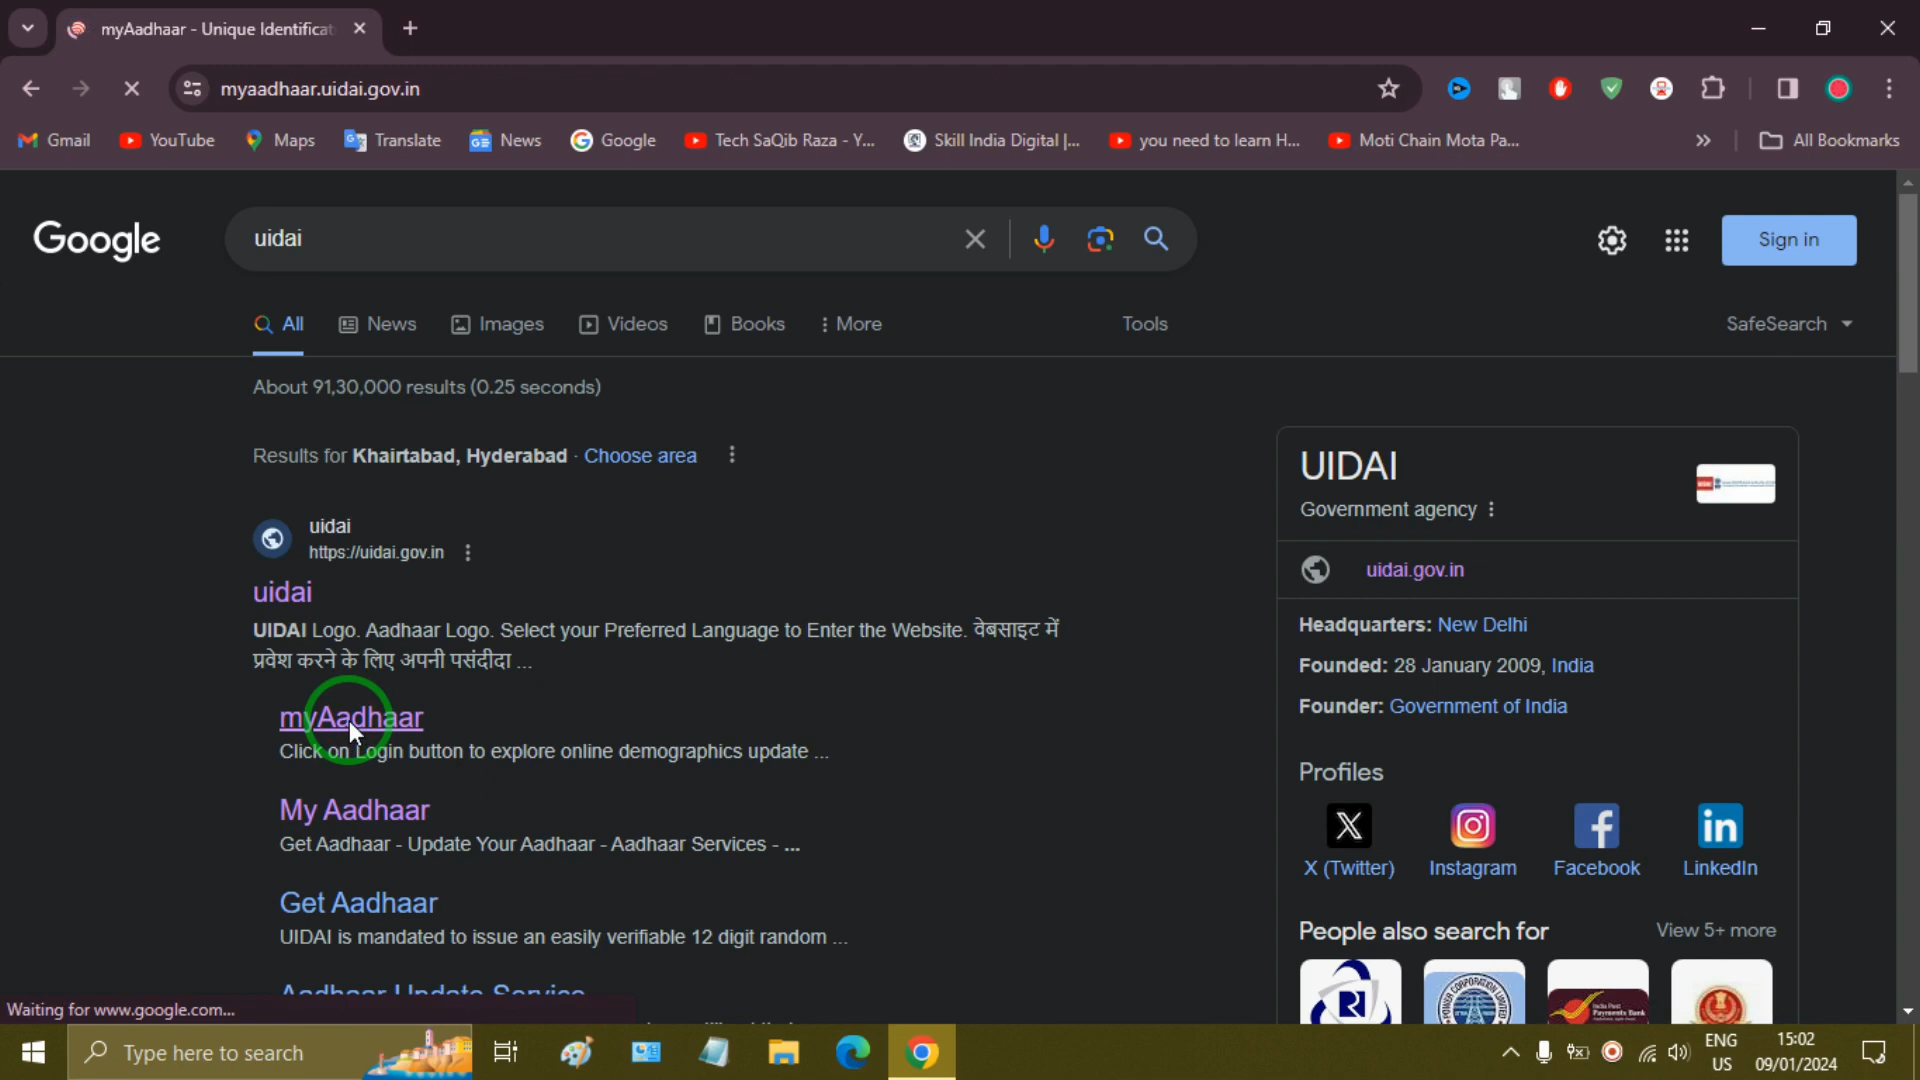 myAadhaar - Unique Identificat
myaadhaar.uidai.gov.in
Gmail
YouTube
Maps
Translate
News
Google
Tech SaQib Raza - Y...
Skill India Digital |...
you need to learn H...
Moti Chain Mota Pa...
All Bookmarks
Google
uidai
Sign in
All
News
Images
Videos
Books
More
Tools
SafeSearch
About 91,30,000 results (0.25 seconds)
Results for Khairtabad, Hyderabad · Choose area
uidai
https://uidai.gov.in
uidai
UIDAI Logo. Aadhaar Logo. Select your Preferred Language to Enter the Website. वेबसाइट में
प्रवेश करने के लिए अपनी पसंदीदा ...
myAadhaar
Click on Login button to explore online demographics update ...
My Aadhaar
Get Aadhaar - Update Your Aadhaar - Aadhaar Services - ...
Get Aadhaar
UIDAI is mandated to issue an easily verifiable 12 digit random ...
Aadhaar Update Service
UIDAI
Government agency
uidai.gov.in
Headquarters: New Delhi
Founded: 28 January 2009, India
Founder: Government of India
Profiles
X (Twitter)
Instagram
Facebook
LinkedIn
People also search for
View 5+ more
Waiting for www.google.com...
Type here to search
ENG
US
15:02
09/01/2024